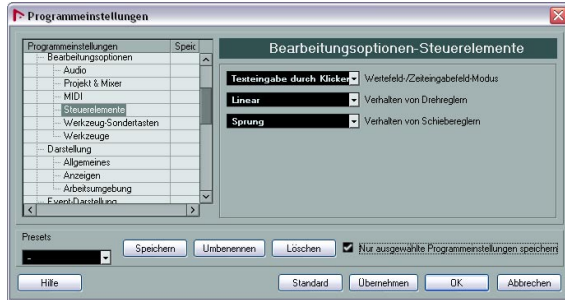 Programmeinstellungen
Programmeinstellungen Speic
Bearbeitungsoptionen
Audio
Projekt & Mixer
MIDI
Steuerelemente
Werkzeug-Sondertasten
Werkzeuge
Darstellung
Allgemeines
Anzeigen
Arbeitsumgebung
Event-Darstellung
Bearbeitungsoptionen-Steuerelemente
Texteingabe durch Klicken Wertefeld-/Zeiteingabefeld-Modus
Linear Verhalten von Drehreglern
Sprung Verhalten von Schiebereglern
Presets
-
Speichern Umbenennen Löschen Nur ausgewählte Programmeinstellungen speichern
Hilfe Standard Übernehmen OK Abbrechen